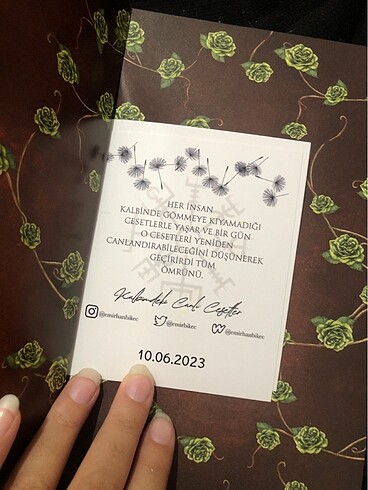 HER İNSAN
KALBİNDE GÖMMEYE KIYAMADIĞI
CESETLERLE YAŞAR VE BİR GÜN
O CESETLERİ YENİDEN
CANLANDIRABİLECEĞİNİ DÜŞÜNEREK
GEÇİRİRDİ TÜM
ÖMRÜNÜ.
Kalbimdeki Canlı Cesetler
@emirhanbikec @emirhanbikec @emirhanbikec
10.06.2023